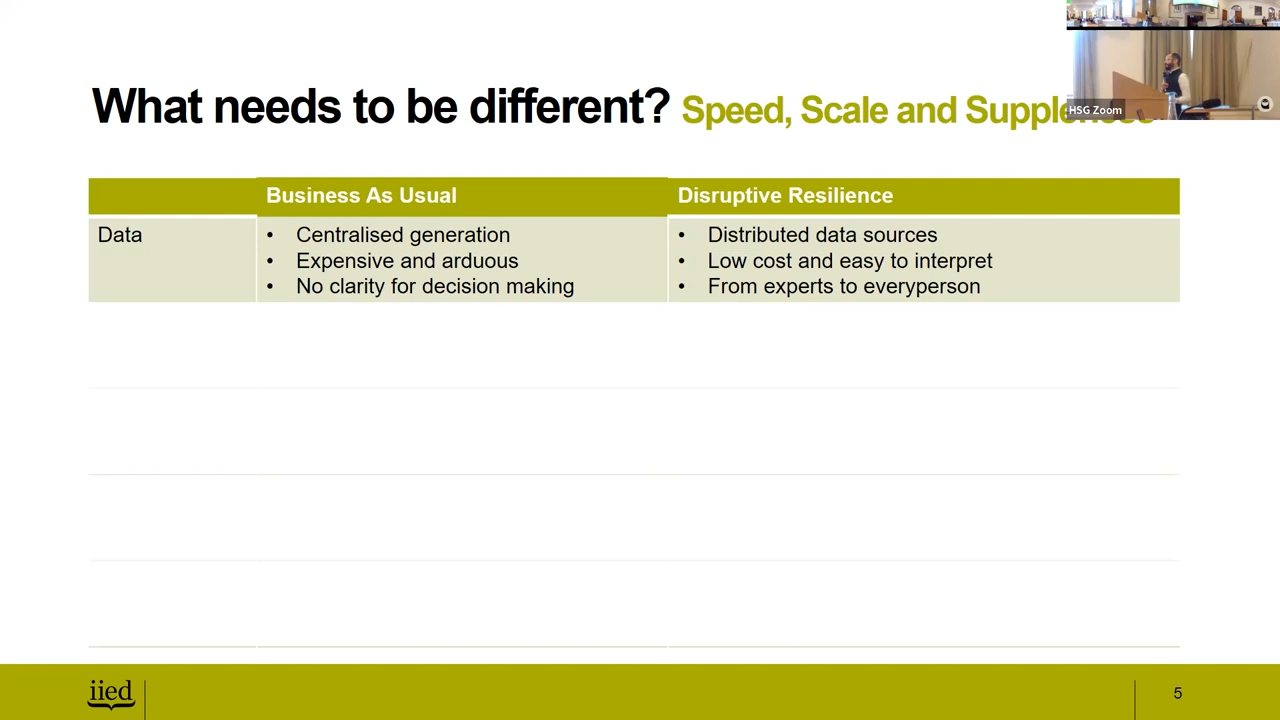 What needs to be different? Speed, Scale and
HSG Zoom
Business As Usual
Disruptive Resilience
Data
• Centralised generation
• Expensive and arduous
• No clarity for decision making
• Distributed data sources
• Low cost and easy to interpret
• From experts to everyperson
iied
5